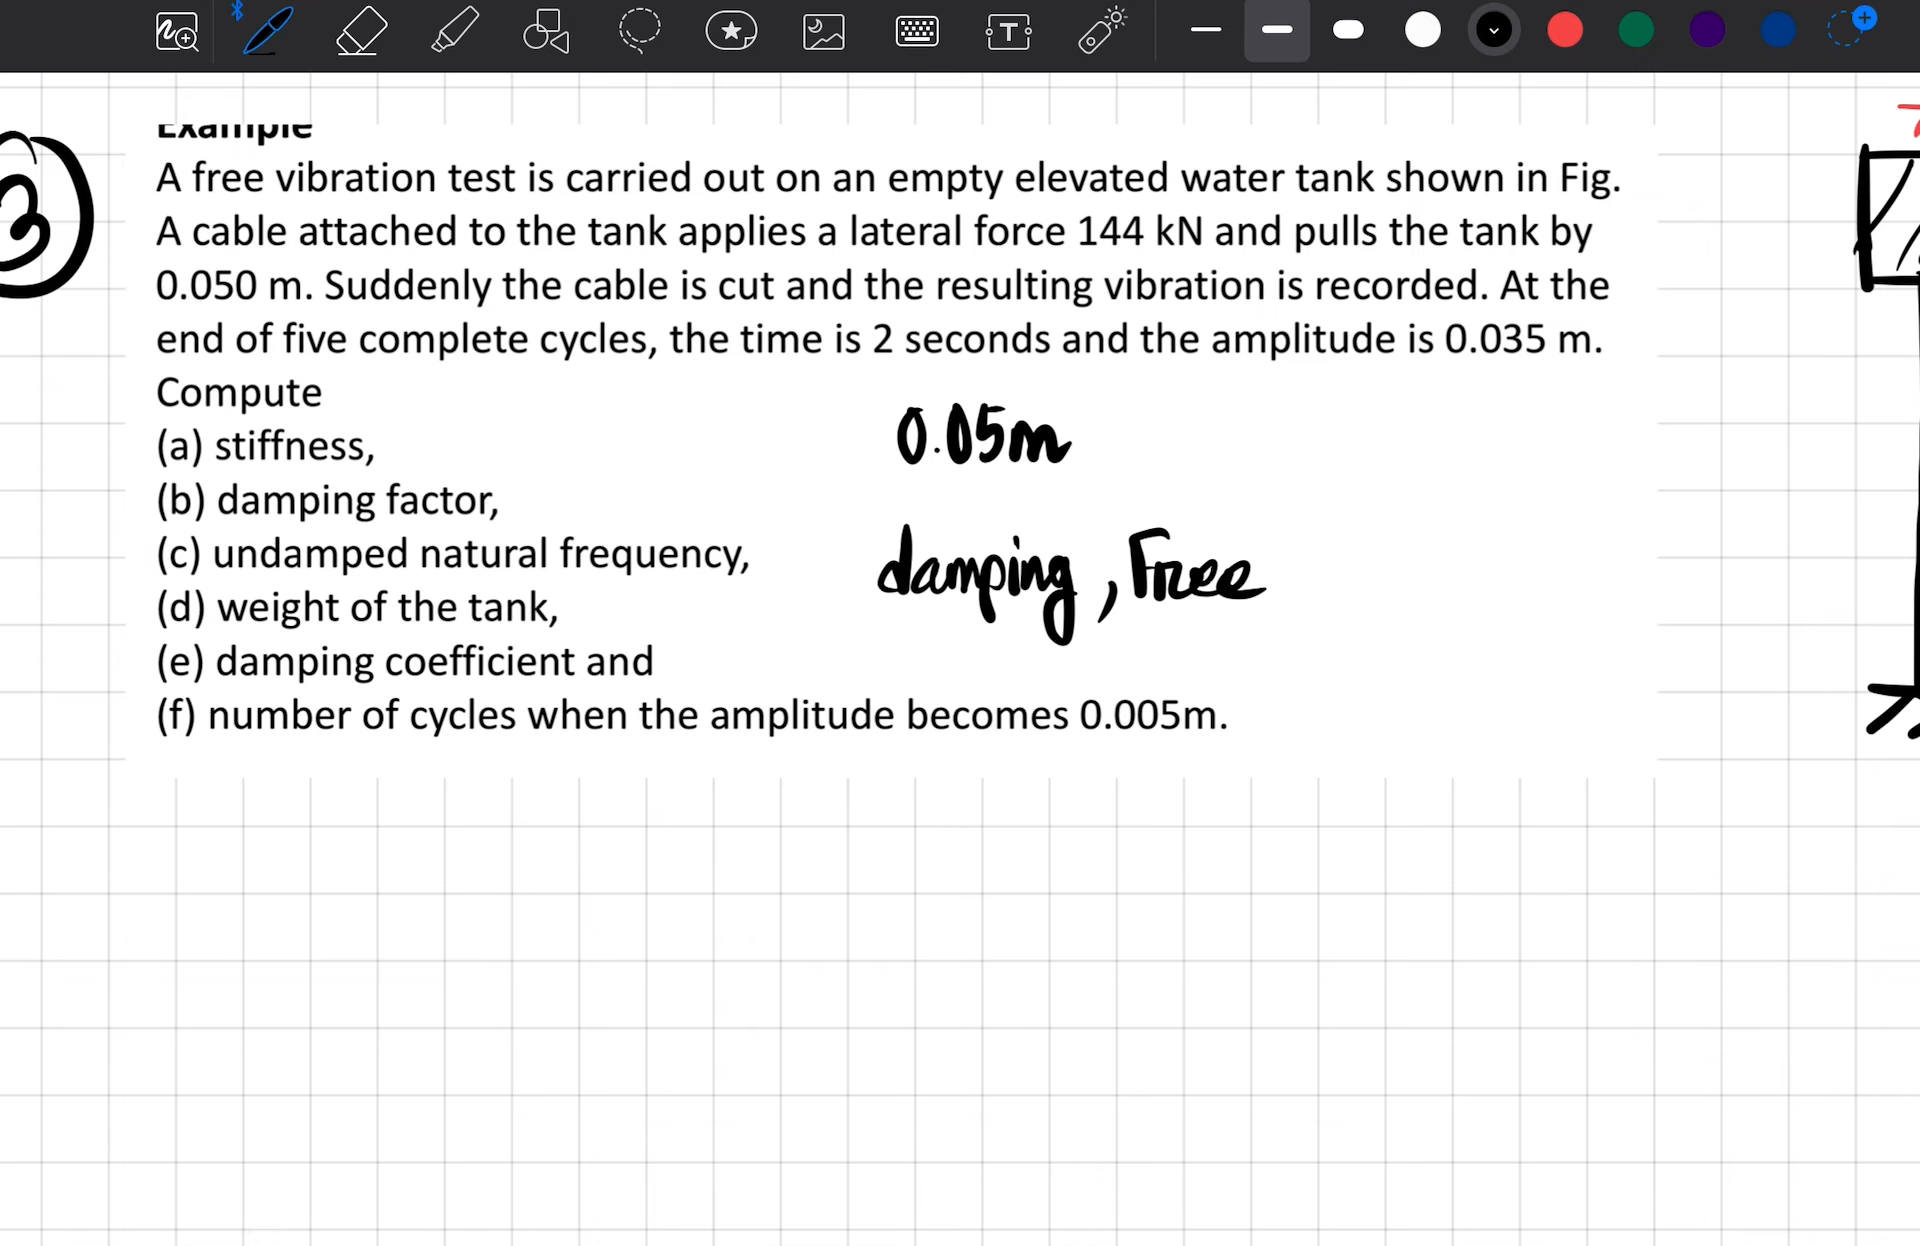 Example
3
A free vibration test is carried out on an empty elevated water tank shown in Fig.
A cable attached to the tank applies a lateral force 144 kN and pulls the tank by
0.050 m. Suddenly the cable is cut and the resulting vibration is recorded. At the
end of five complete cycles, the time is 2 seconds and the amplitude is 0.035 m.
Compute
(a) stiffness,
0.05m
(b) damping factor,
(c) undamped natural frequency,
damping, Free
(d) weight of the tank,
(e) damping coefficient and
(f) number of cycles when the amplitude becomes 0.005m.